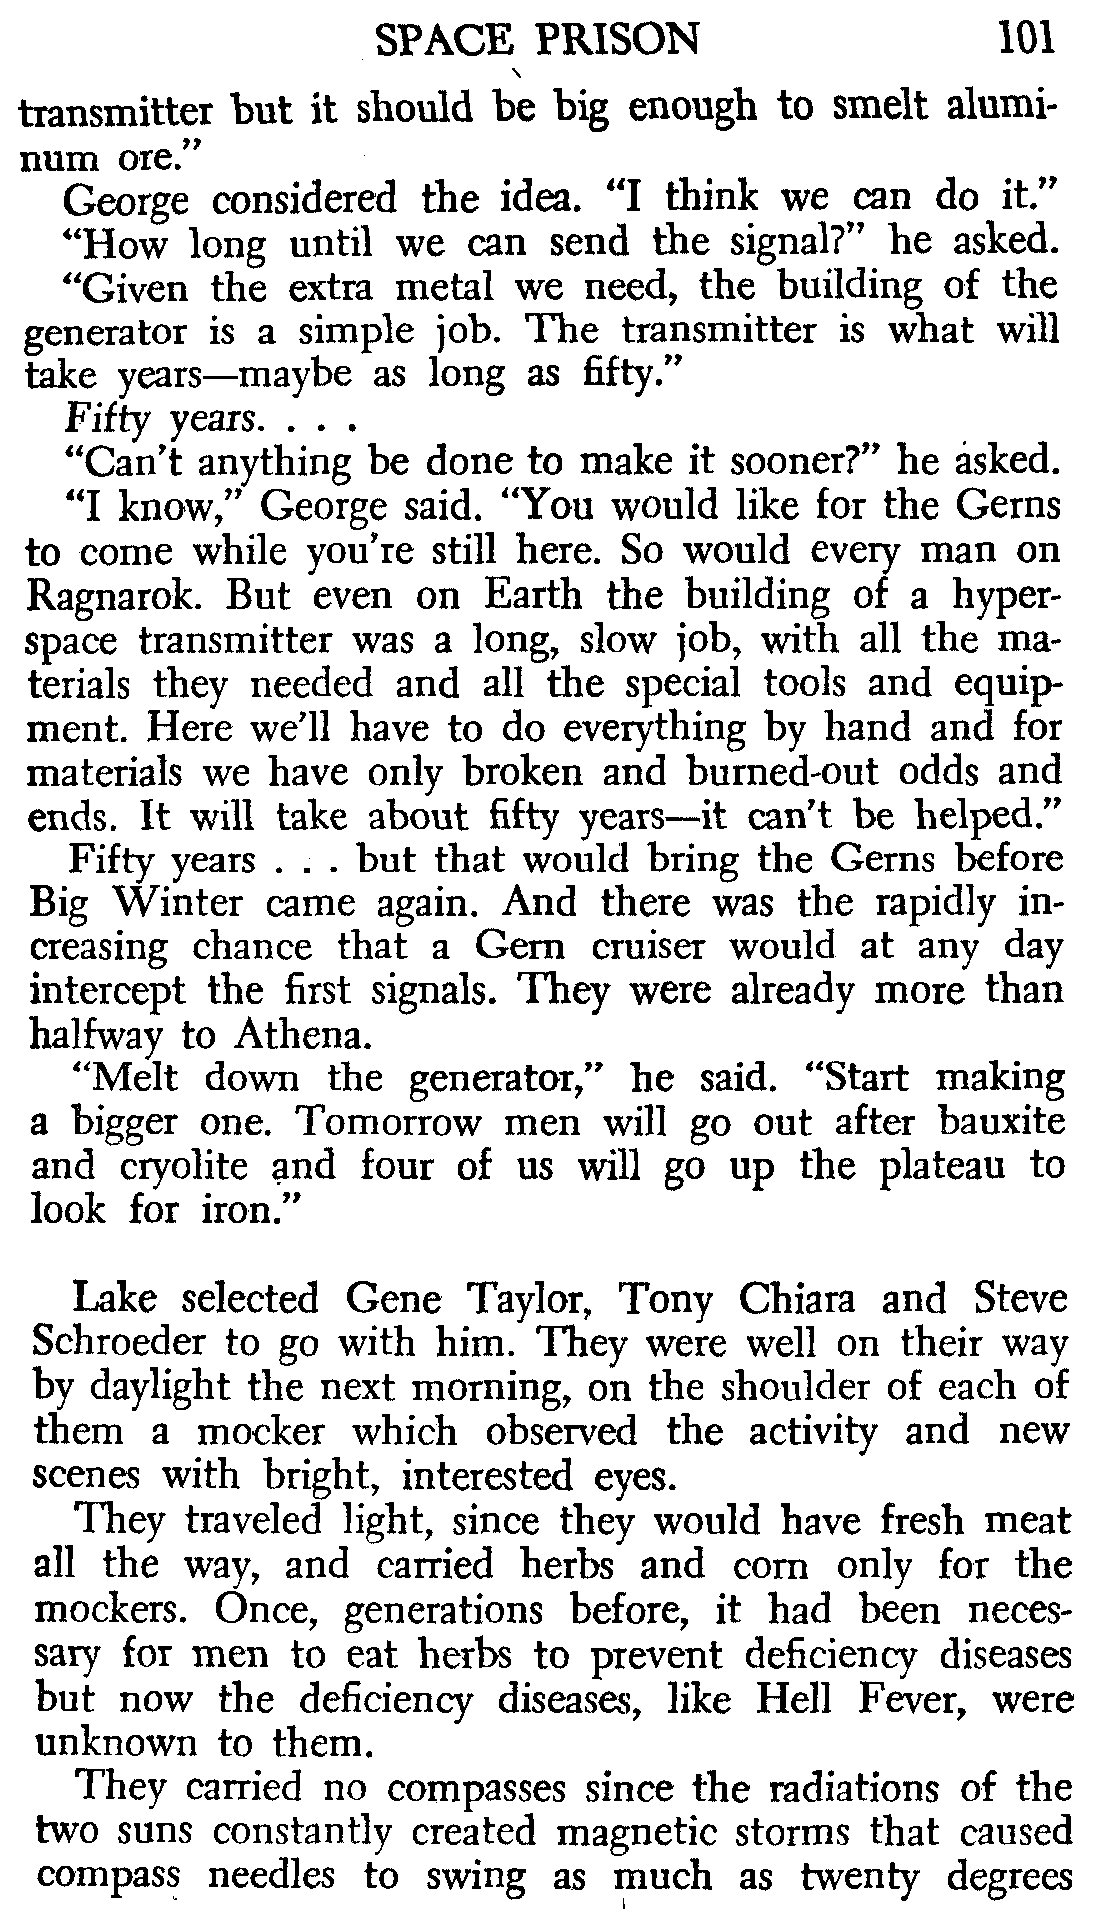 SPACE PRISON 101
transmitter but it should be big enough to smelt alumi-
num ore.”
George considered the idea. “I think we can do it.”
“How long until we can send the signal?” he asked.
“Given the extra metal we need, the building of the
generator is a simple job. The transmitter is what will
take years—maybe as long as fifty.”
Fifty years. . . .
“Can't anything be done to make it sooner?” he asked.
“I know,” George said. “You would like for the Gerns
to come while you're still here. So would every man on
Ragnarok. But even on Earth the building of a hyper-
space transmitter was a long, slow job, with all the ma-
terials they needed and all the special tools and equip-
ment. Here we'll have to do everything by hand and for
materials we have only broken and burned-out odds and
ends. It will take about fifty years—it can't be helped.”
Fifty years . . . but that would bring the Gerns before
Big Winter came again. And there was the rapidly in-
creasing chance that a Gern cruiser would at any day
intercept the first signals. They were already more than
halfway to Athena.
“Melt down the generator,” he said. “Start making
a bigger one. Tomorrow men will go out after bauxite
and cryolite and four of us will go up the plateau to
look for iron.”
Lake selected Gene Taylor, Tony Chiara and Steve
Schroeder to go with him. They were well on their way
by daylight the next morning, on the shoulder of each of
them a mocker which observed the activity and new
scenes with bright, interested eyes.
They traveled light, since they would have fresh meat
all the way, and carried herbs and corn only for the
mockers. Once, generations before, it had been neces-
sary for men to eat herbs to prevent deficiency diseases
but now the deficiency diseases, like Hell Fever, were
unknown to them.
They carried no compasses since the radiations of the
two suns constantly created magnetic storms that caused
compass needles to swing as much as twenty degrees